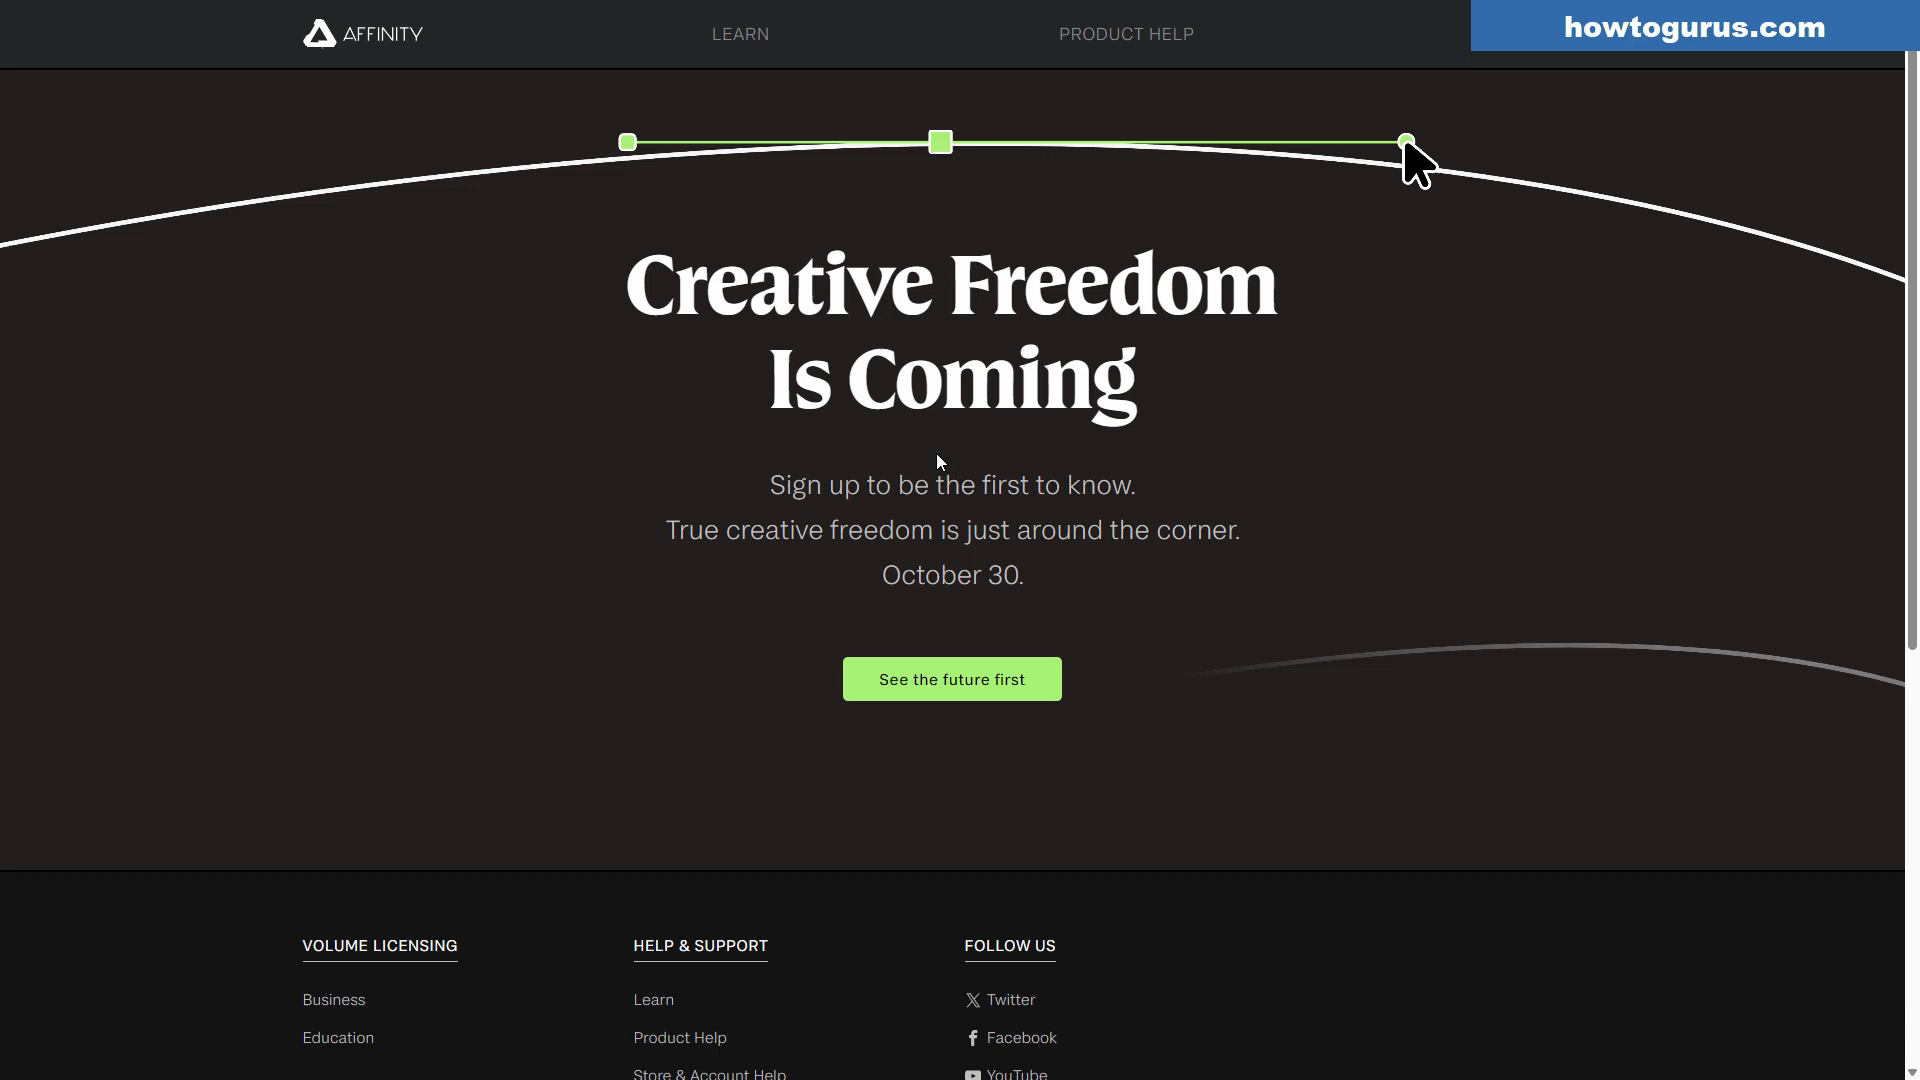 AFFINITY
LEARN
PRODUCT HELP
howtogurus.com
Creative Freedom
Is Coming
Sign up to be the first to know.
True creative freedom is just around the corner.
October 30.
See the future first
VOLUME LICENSING
Business
Education
HELP & SUPPORT
Learn
Product Help
Store & Account Help
FOLLOW US
Twitter
Facebook
YouTube